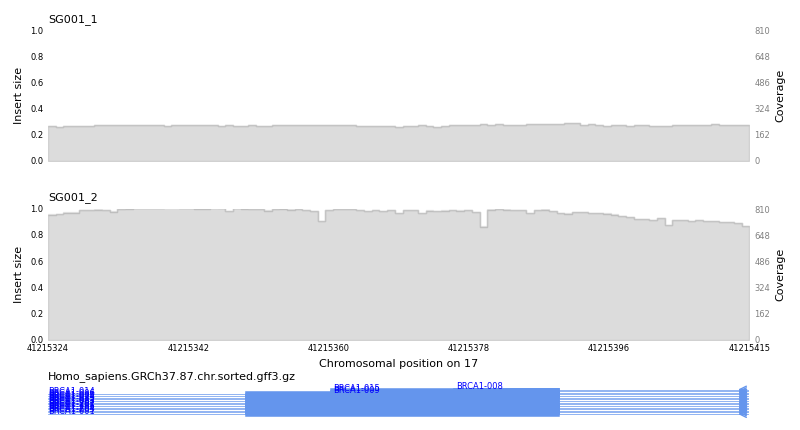 SG001_1
1.0
0.8
0.6
0.4
0.2
0.0
Insert size
810
648
486
324
162
0
Coverage
SG001_2
1.0
0.8
0.6
0.4
0.2
0.0
Insert size
810
648
486
324
162
0
Coverage
41215324
41215342
41215360
41215378
41215396
41215415
Chromosomal position on 17
Homo_sapiens.GRCh37.87.chr.sorted.gff3.gz
BRCA1-015
BRCA1-009
BRCA1-008
BRCA1-014